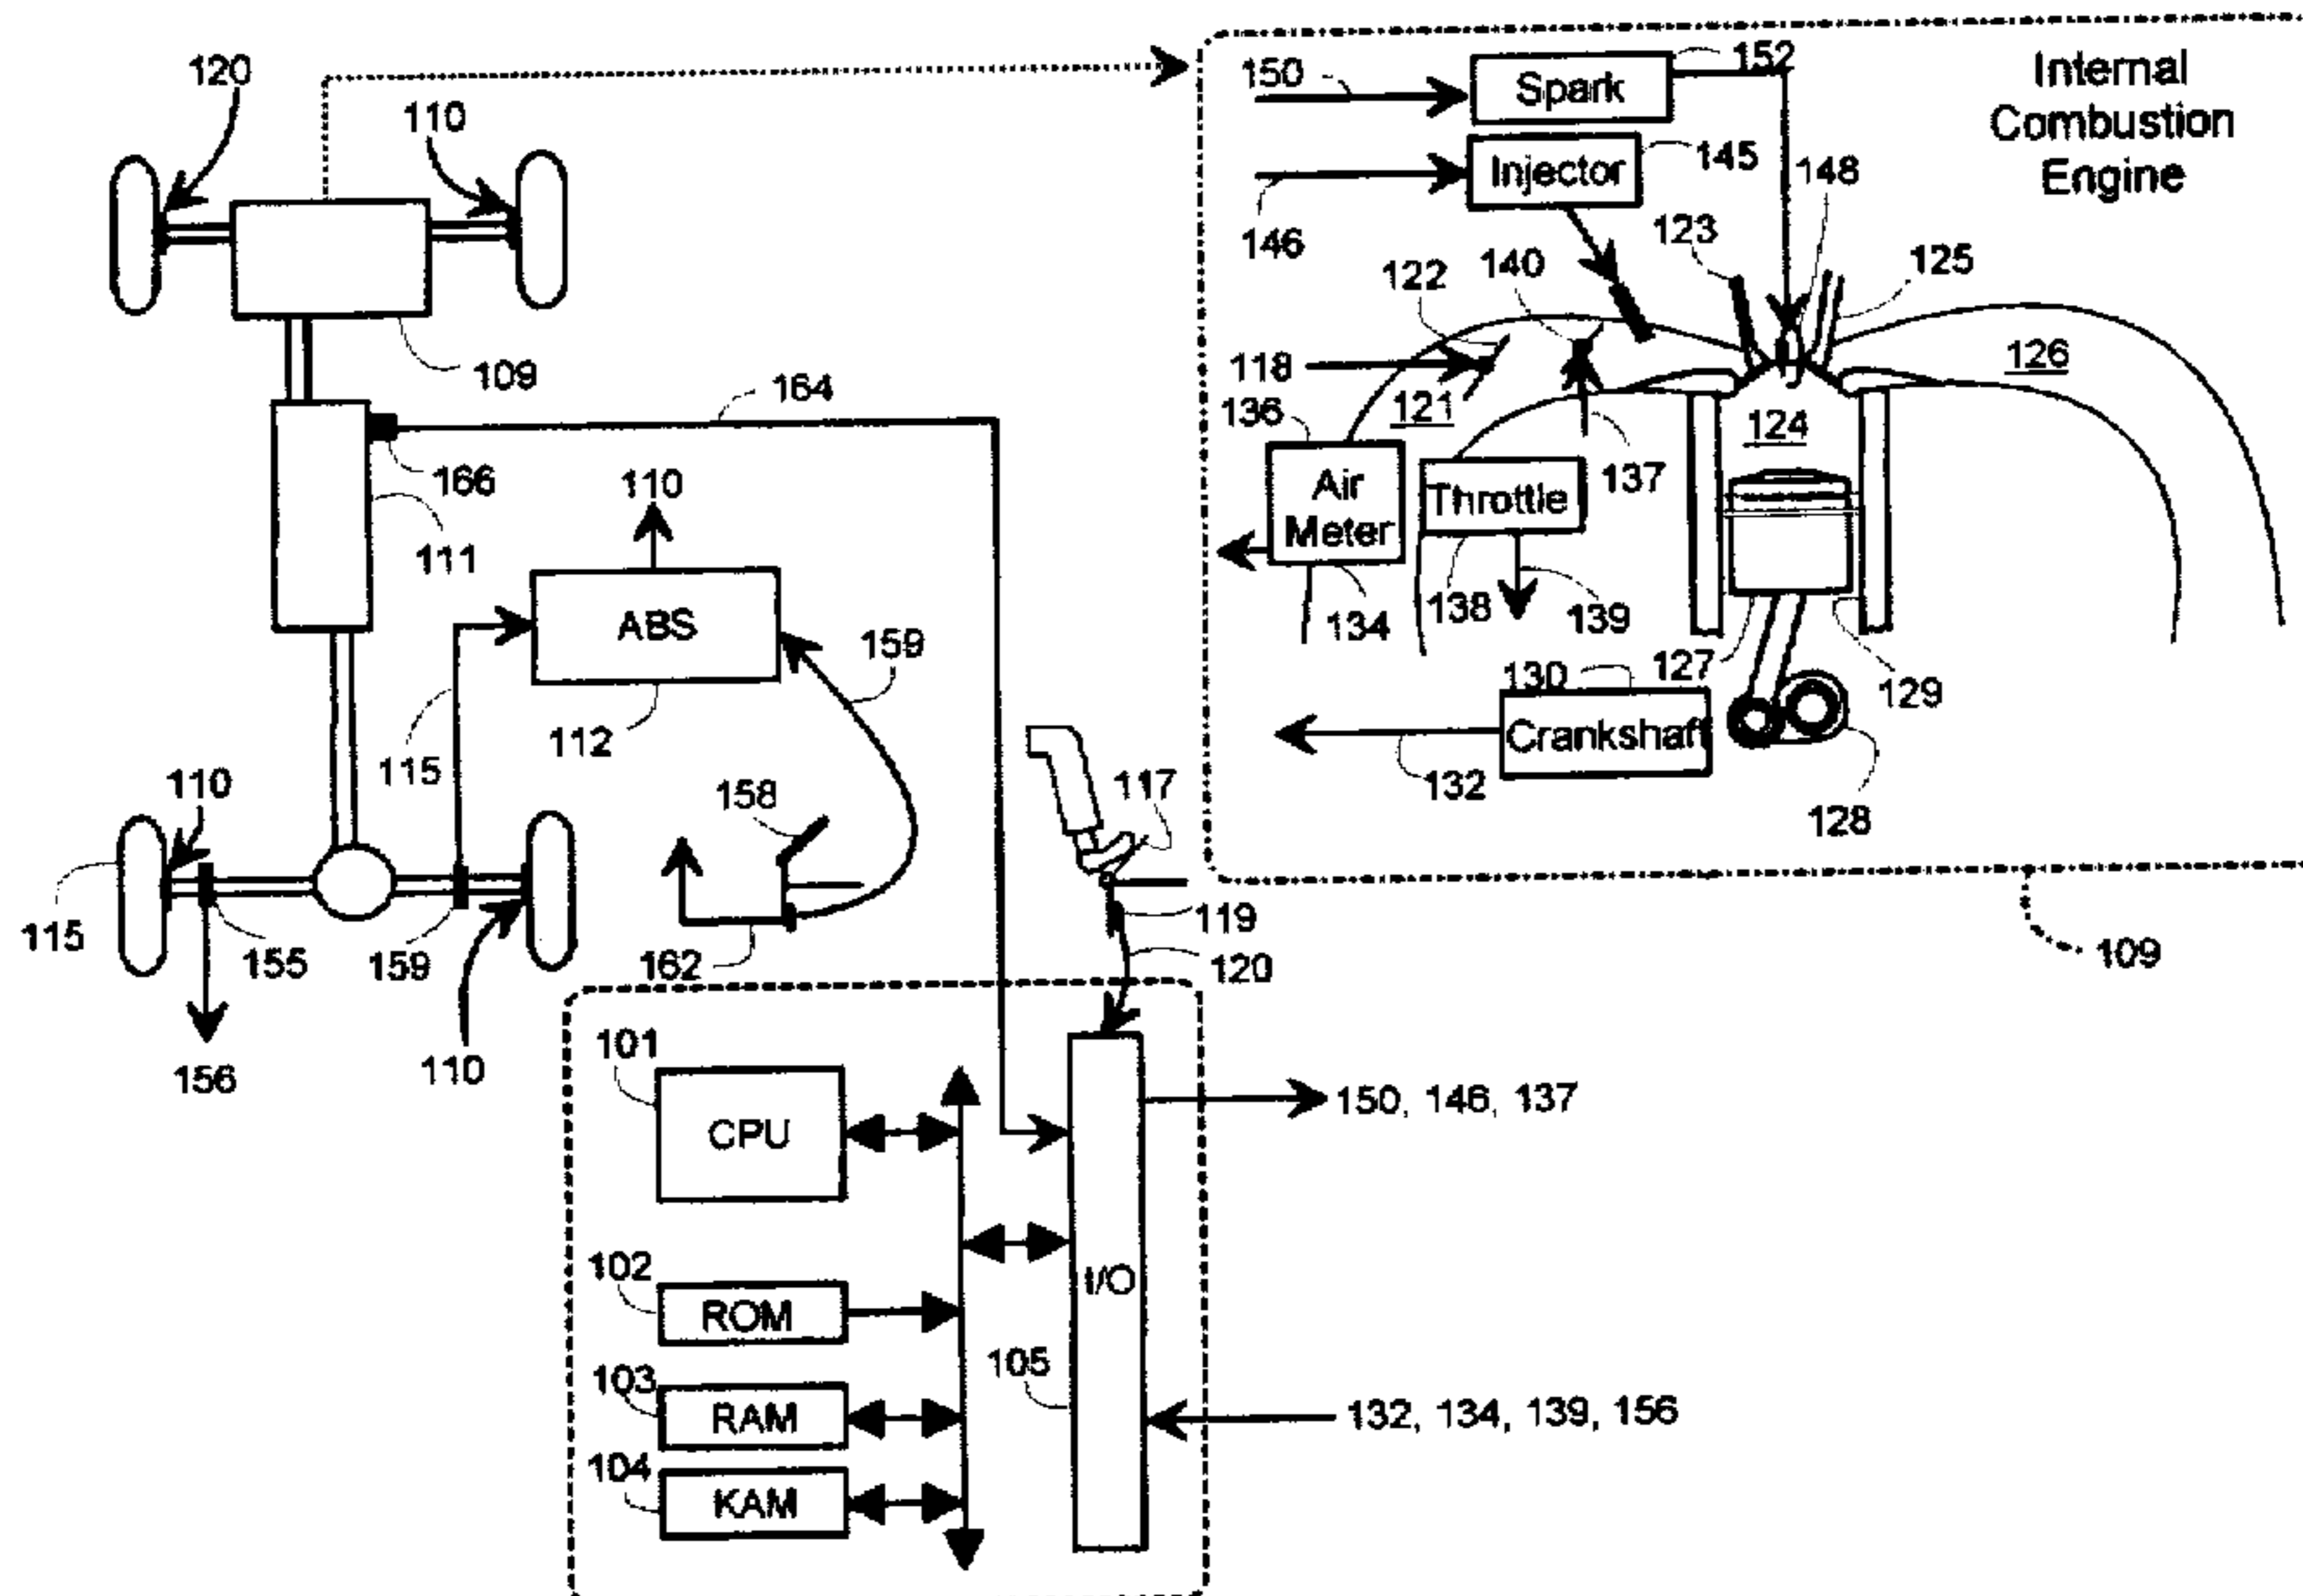 120
110
109
164
166
111
110
ABS
159
112
115
110
158
117
115
155
159
162
119
120
156
110
150
Spark
152
Internal
Combustion
Engine
Injector
145
148
146
123
125
122
140
118
121
126
136
124
Air
Meter
Throttle
137
134
138
139
127
129
130
Crankshaft
132
128
109
101
CPU
150, 146, 137
102
ROM
I/O
103
RAM
105
132, 134, 139, 156
104
KAM